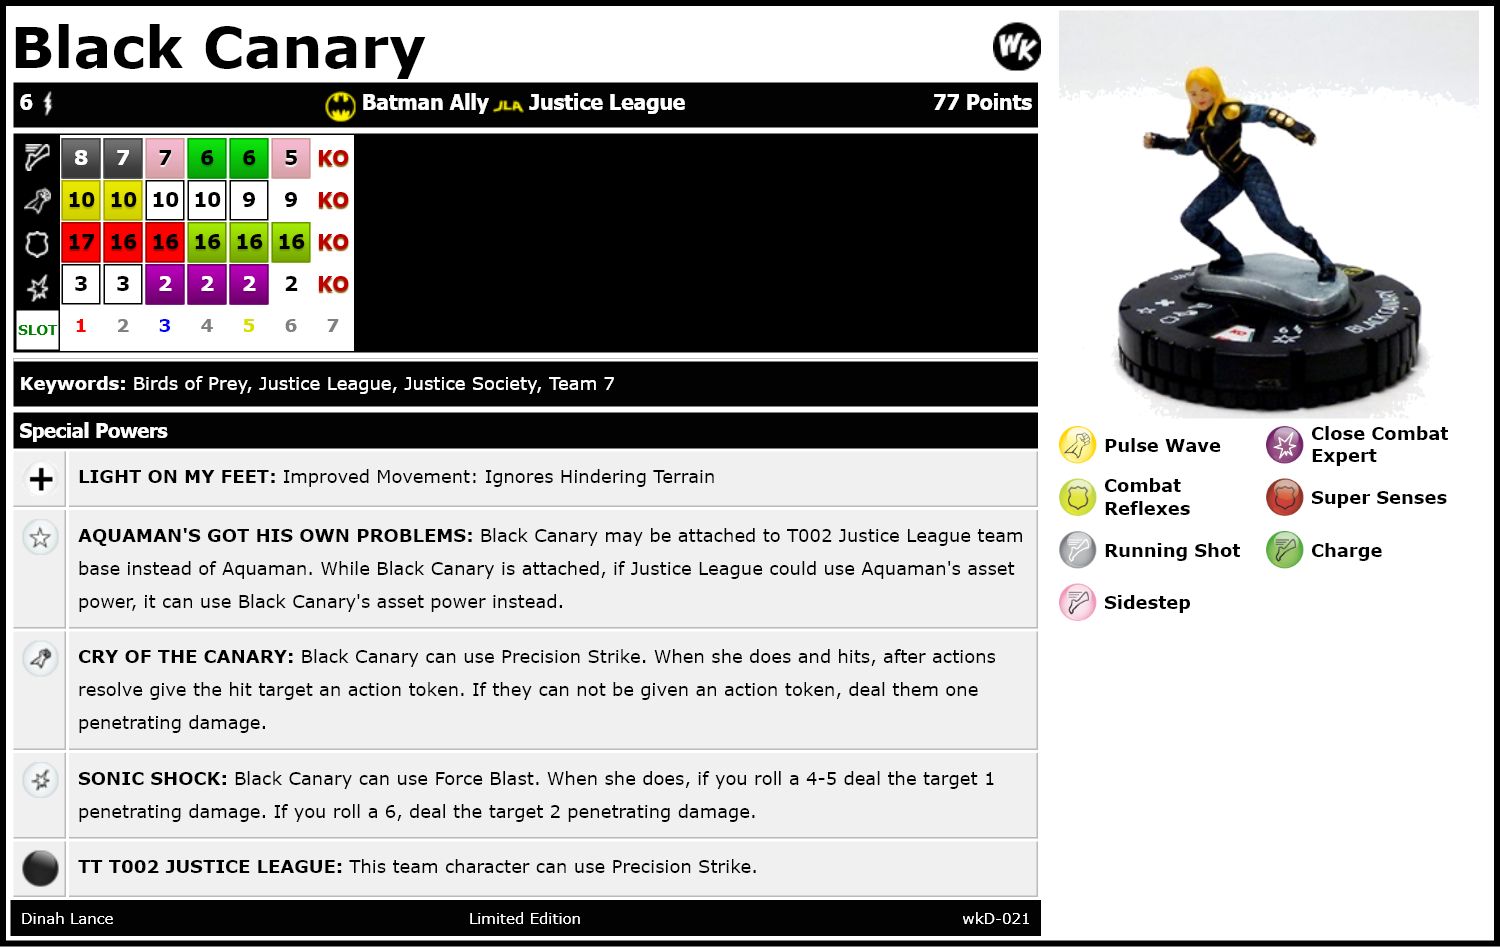 Black Canary
WK
6 Batman Ally JLA Justice League 77 Points
8 7 7 6 6 5 KO
10 10 10 10 9 9 KO
17 16 16 16 16 16 KO
3 3 2 2 2 2 KO
SLOT 1 2 3 4 5 6 7
Keywords: Birds of Prey, Justice League, Justice Society, Team 7
Special Powers
LIGHT ON MY FEET: Improved Movement: Ignores Hindering Terrain
AQUAMAN'S GOT HIS OWN PROBLEMS: Black Canary may be attached to T002 Justice League team
base instead of Aquaman. While Black Canary is attached, if Justice League could use Aquaman's asset
power, it can use Black Canary's asset power instead.
CRY OF THE CANARY: Black Canary can use Precision Strike. When she does and hits, after actions
resolve give the hit target an action token. If they can not be given an action token, deal them one
penetrating damage.
SONIC SHOCK: Black Canary can use Force Blast. When she does, if you roll a 4-5 deal the target 1
penetrating damage. If you roll a 6, deal the target 2 penetrating damage.
TT T002 JUSTICE LEAGUE: This team character can use Precision Strike.
Dinah Lance Limited Edition wkD-021
BLACK CANARY
KO
Pulse Wave
Close Combat
Expert
Combat
Reflexes
Super Senses
Running Shot
Charge
Sidestep